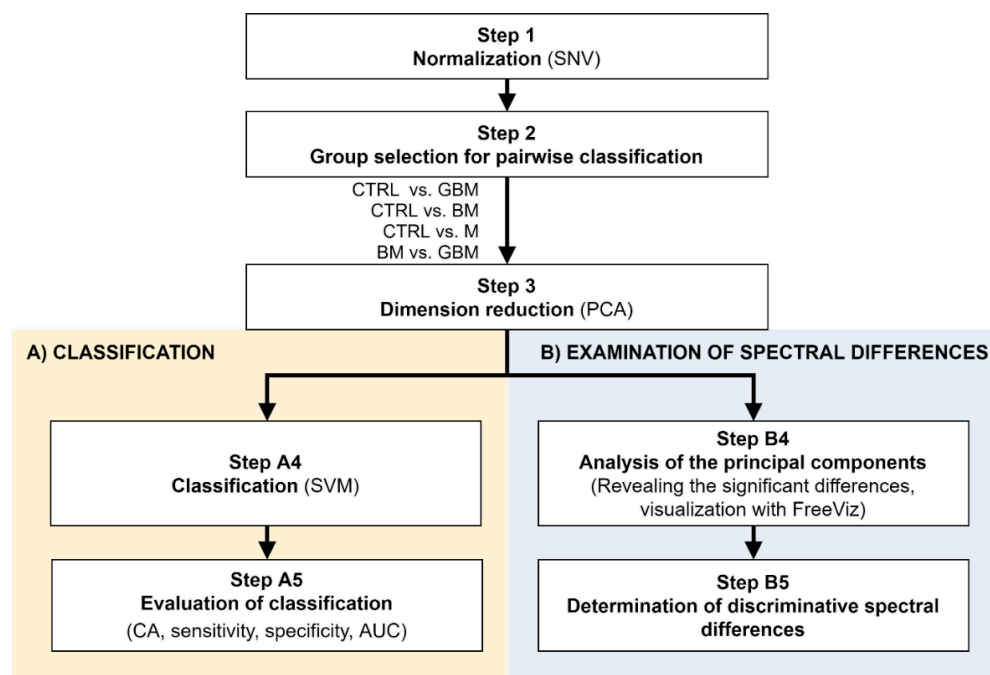 Step 1
Normalization (SNV)
Step 2
Group selection for pairwise classification
CTRL vs. GBM
CTRL vs. BM
CTRL vs. M
BM vs. GBM
Step 3
Dimension reduction (PCA)
A) CLASSIFICATION
B) EXAMINATION OF SPECTRAL DIFFERENCES
Step A4
Classification (SVM)
Step A5
Evaluation of classification
(CA, sensitivity, specificity, AUC)
Step B4
Analysis of the principal components
(Revealing the significant differences,
visualization with FreeViz)
Step B5
Determination of discriminative spectral
differences